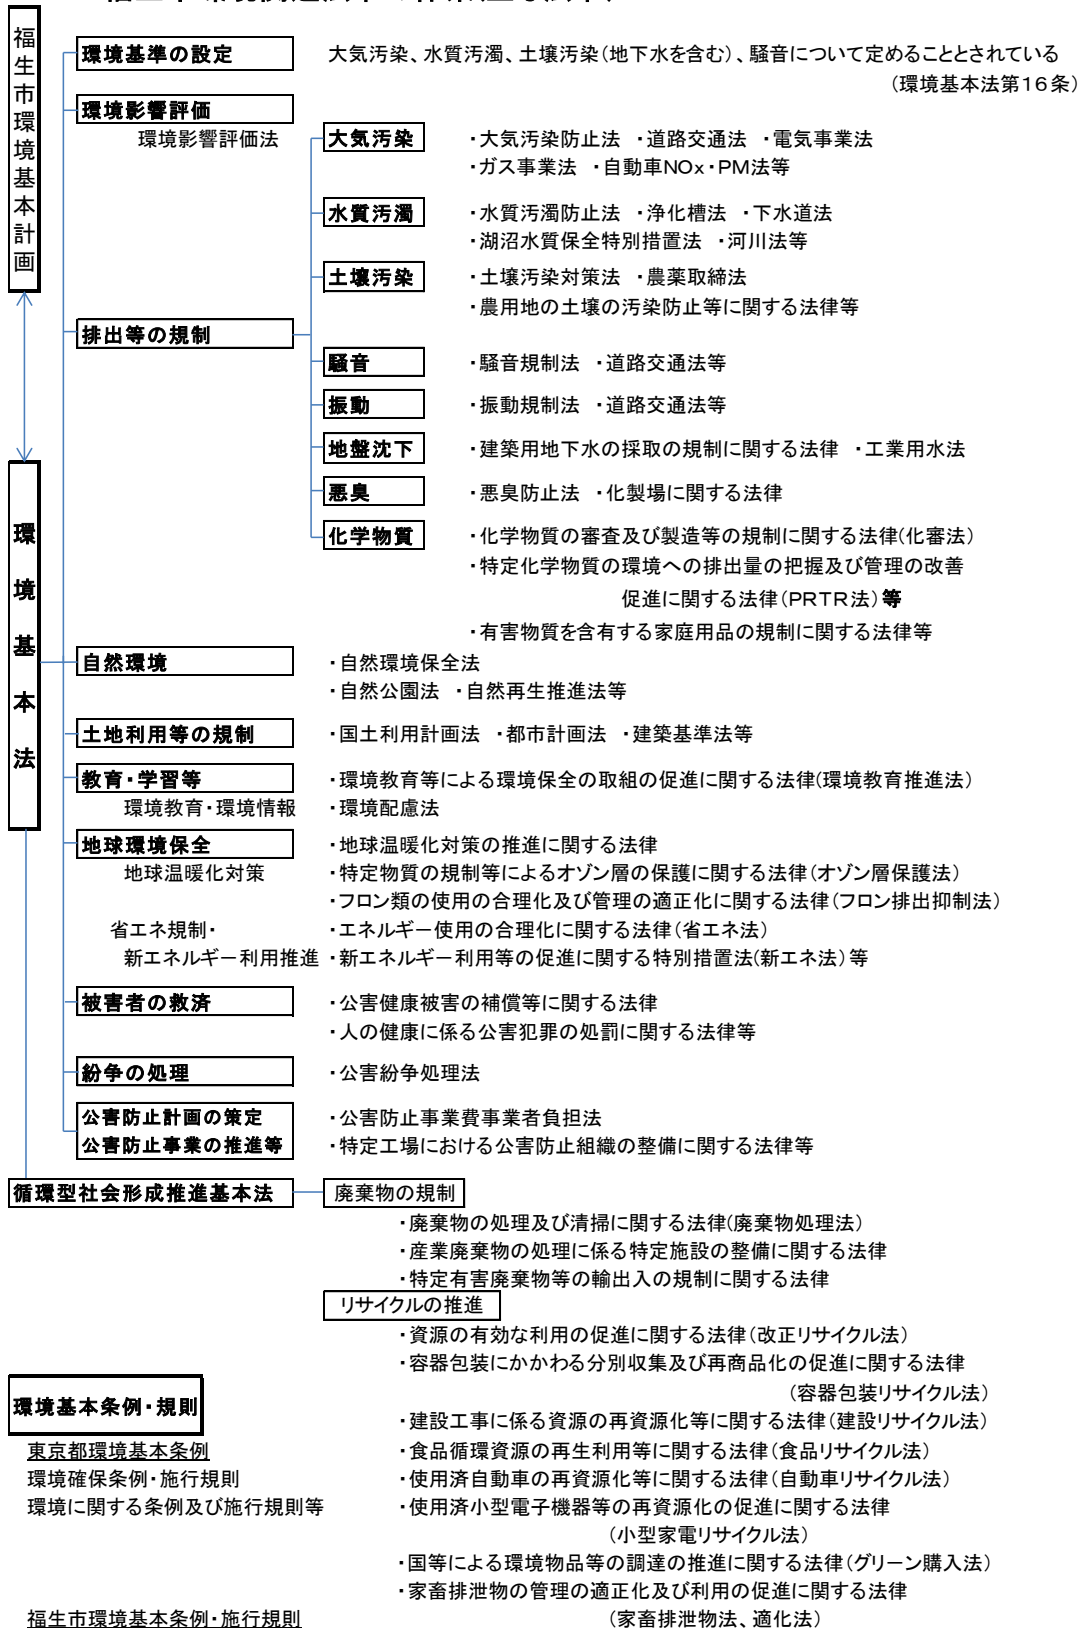 福生市環境基本計画
環境基準の設定　大気汚染、水質汚濁、土壌汚染(地下水を含む)、騒音について定めることとされている
(環境基本法第16条)
環境影響評価
環境影響評価法
大気汚染　・大気汚染防止法　・道路交通法　・電気事業法
・ガス事業法　・自動車NOx・PM法等
水質汚濁　・水質汚濁防止法　・浄化槽法　・下水道法
・湖沼水質保全特別措置法　・河川法等
土壌汚染　・土壌汚染対策法　・農薬取締法
・農用地の土壌の汚染防止等に関する法律等
排出等の規制
騒音　・騒音規制法　・道路交通法等
振動　・振動規制法　・道路交通法等
地盤沈下　・建築用地下水の採取の規制に関する法律　・工業用水法
悪臭　・悪臭防止法　・化製場に関する法律
化学物質　・化学物質の審査及び製造等の規制に関する法律(化審法)
・特定化学物質の環境への排出量の把握及び管理の改善
促進に関する法律(PRTR法)等
・有害物質を含有する家庭用品の規制に関する法律等
環境基本法
自然環境　・自然環境保全法
・自然公園法　・自然再生推進法等
土地利用等の規制　・国土利用計画法　・都市計画法　・建築基準法等
教育・学習等　・環境教育等による環境保全の取組の促進に関する法律(環境教育推進法)
環境教育・環境情報　・環境配慮法
地球環境保全　・地球温暖化対策の推進に関する法律
地球温暖化対策　・特定物質の規制等によるオゾン層の保護に関する法律(オゾン層保護法)
・フロン類の使用の合理化及び管理の適正化に関する法律(フロン排出抑制法)
省エネ規制・　・エネルギー使用の合理化に関する法律(省エネ法)
新エネルギー利用推進　・新エネルギー利用等の促進に関する特別措置法(新エネ法)等
被害者の救済　・公害健康被害の補償等に関する法律
・人の健康に係る公害犯罪の処罰に関する法律等
紛争の処理　・公害紛争処理法
公害防止計画の策定　・公害防止事業費事業者負担法
公害防止事業の推進等　・特定工場における公害防止組織の整備に関する法律等
循環型社会形成推進基本法　廃棄物の規制
・廃棄物の処理及び清掃に関する法律(廃棄物処理法)
・産業廃棄物の処理に係る特定施設の整備に関する法律
・特定有害廃棄物等の輸出入の規制に関する法律
リサイクルの推進
・資源の有効な利用の促進に関する法律(改正リサイクル法)
・容器包装にかかわる分別収集及び再商品化の促進に関する法律
(容器包装リサイクル法)
環境基本条例・規則
・建設工事に係る資源の再資源化等に関する法律(建設リサイクル法)
東京都環境基本条例　・食品循環資源の再生利用等に関する法律(食品リサイクル法)
環境確保条例・施行規則　・使用済自動車の再資源化等に関する法律(自動車リサイクル法)
環境に関する条例及び施行規則等　・使用済小型電子機器等の再資源化の促進に関する法律
(小型家電リサイクル法)
・国等による環境物品等の調達の推進に関する法律(グリーン購入法)
・家畜排泄物の管理の適正化及び利用の促進に関する法律
福生市環境基本条例・施行規則　(家畜排泄物法、適化法)